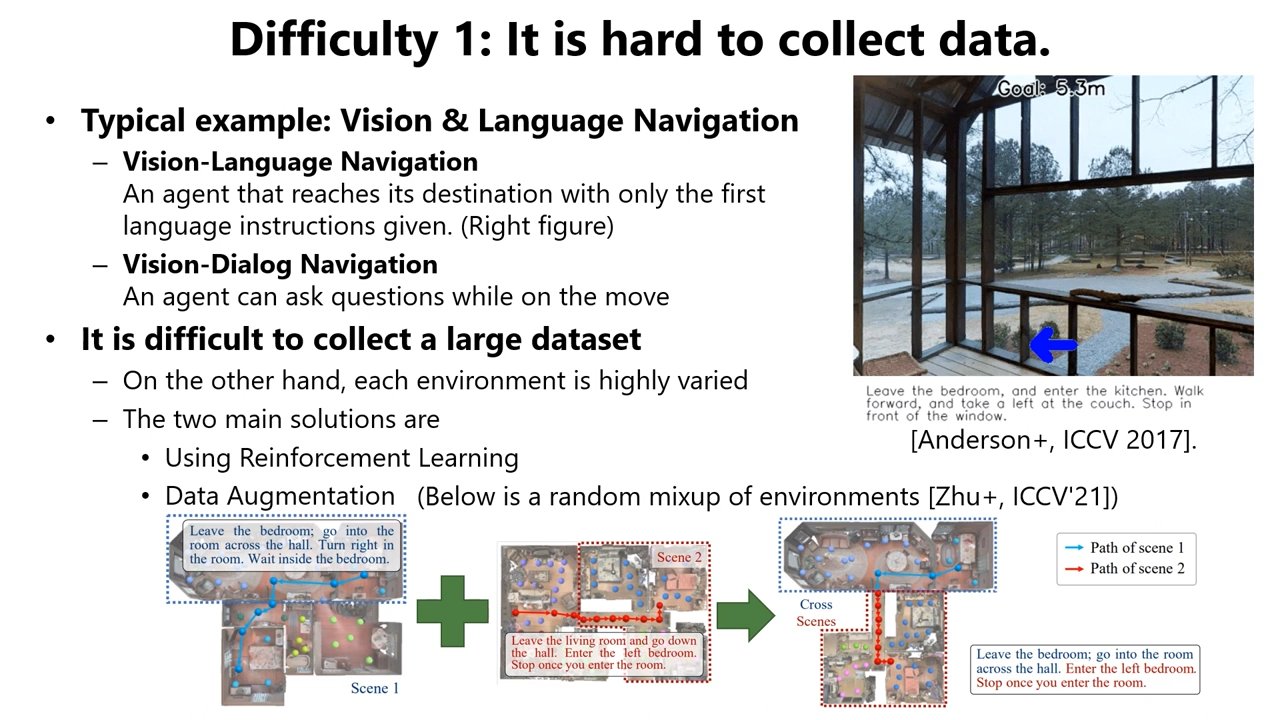 Difficulty 1: It is hard to collect data.
• Typical example: Vision & Language Navigation
– Vision-Language Navigation
An agent that reaches its destination with only the first
language instructions given. (Right figure)
– Vision-Dialog Navigation
An agent can ask questions while on the move
• It is difficult to collect a large dataset
– On the other hand, each environment is highly varied
– The two main solutions are
• Using Reinforcement Learning
• Data Augmentation (Below is a random mixup of environments [Zhu+, ICCV'21])
Goal: 5.3m
Leave the bedroom, and enter the kitchen. Walk
forward, and take a left at the couch. Stop in
front of the window.
[Anderson+, ICCV 2017].
Leave the bedroom; go into the
room across the hall. Turn right in
the room. Wait inside the bedroom.
Scene 1
Scene 2
Leave the living room and go down
the hall. Enter the left bedroom.
Stop once you enter the room.
Cross
Scenes
Path of scene 1
Path of scene 2
Leave the bedroom; go into the room
across the hall. Enter the left bedroom.
Stop once you enter the room.